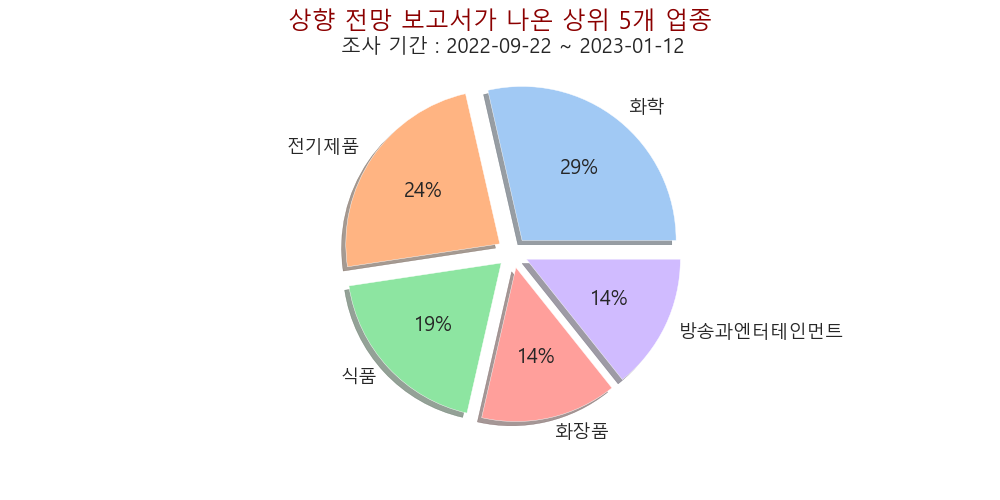 상향 전망 보고서가 나온 상위 5개 업종
조사 기간 : 2022-09-22 ~ 2023-01-12
화학
29%
전기제품
24%
식품
19%
화장품
14%
방송과엔터테인먼트
14%